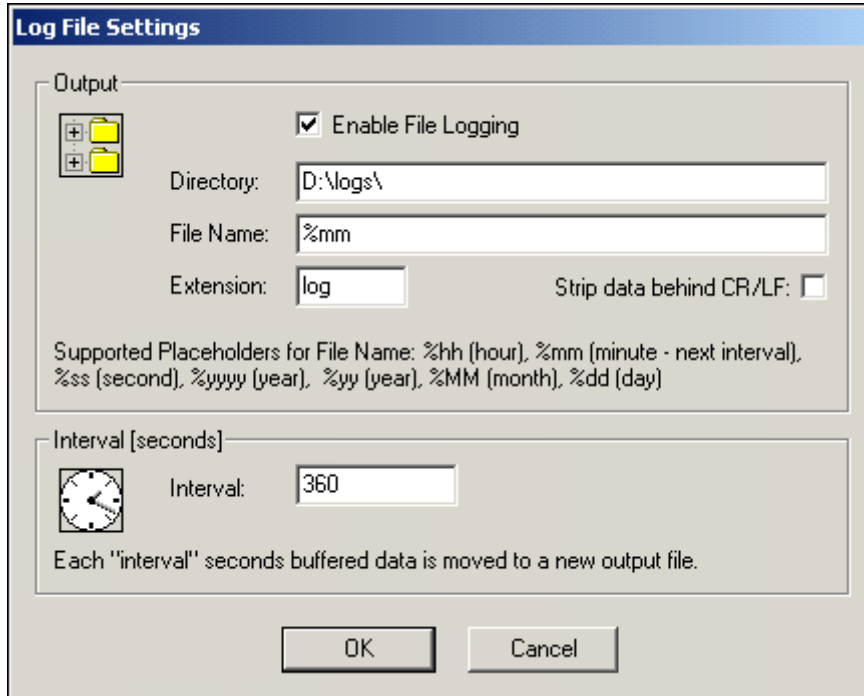 Log File Settings
Output
Enable File Logging
Directory: D:\logs\
File Name: %mm
Extension: log Strip data behind CR/LF:
Supported Placeholders for File Name: %hh (hour), %mm (minute - next interval),
%ss (second), %yyyy (year),  %yy (year), %MM (month), %dd (day)
Interval [seconds]
Interval: 360
Each "interval" seconds buffered data is moved to a new output file.
OK Cancel